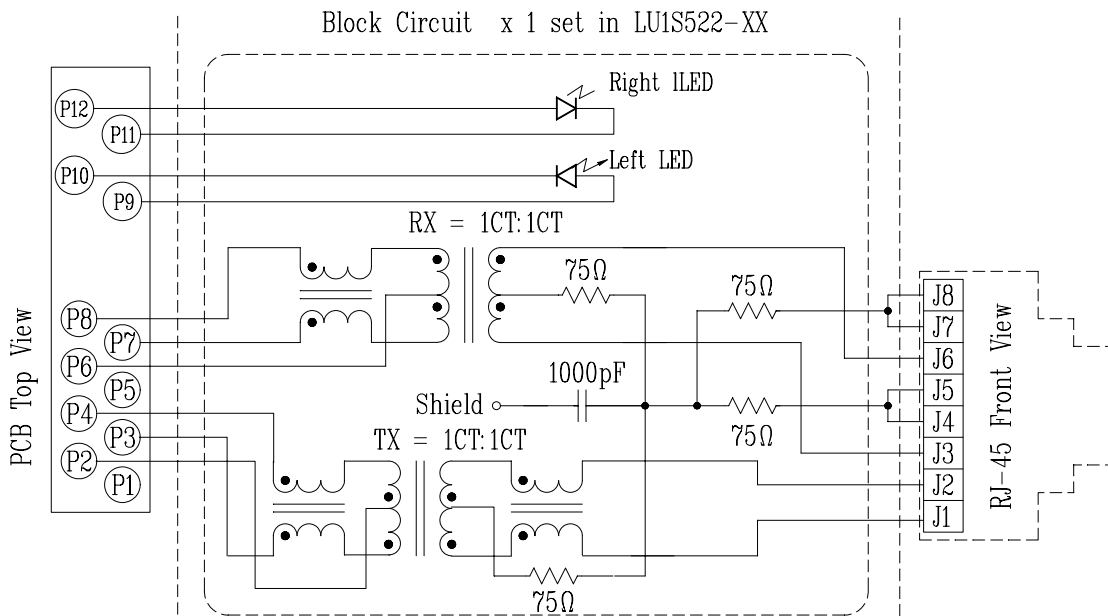 Block Circuit x 1 set in LU1S522-XX
P12
Right lLED
P11
P10
Left LED
P9
RX = 1CT:1CT
75Ω
75Ω
J8
P8
J7
P7
J6
P6
1000pF
P5
J5
Shield
P4
J4
75Ω
P3
TX = 1CT:1CT
J3
P2
J2
P1
J1
75Ω
PCB Top View
RJ-45 Front View